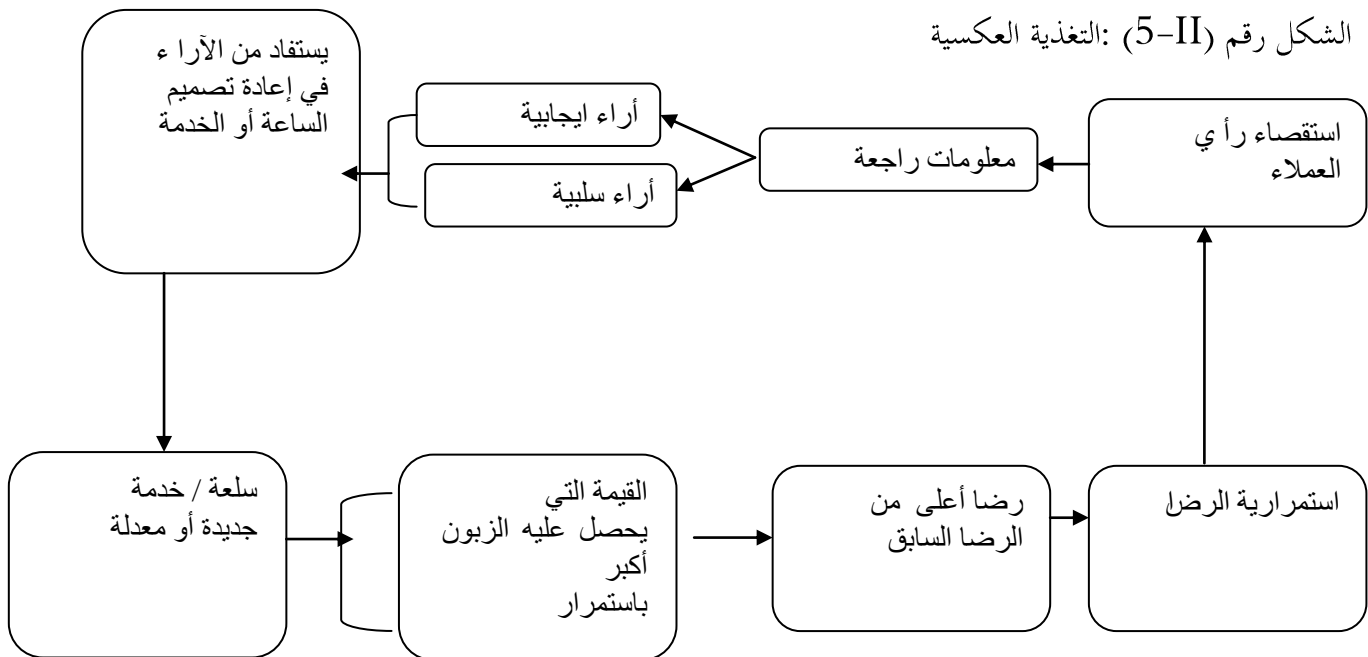 الشكل رقم (5-II) :التغذية العكسية
استقصاء رأ ي
العملاء
معلومات راجعة
أراء ايجابية
أراء سلبية
يستفاد من الآرا ء
في إعادة تصميم
الساعة أو الخدمة
سلعة / خدمة
جديدة أو معدلة
القيمة التي
يحصل عليه الزبون
أكبر
باستمرار
رضا أعلى من
الرضا السابق
استمرارية الرضا